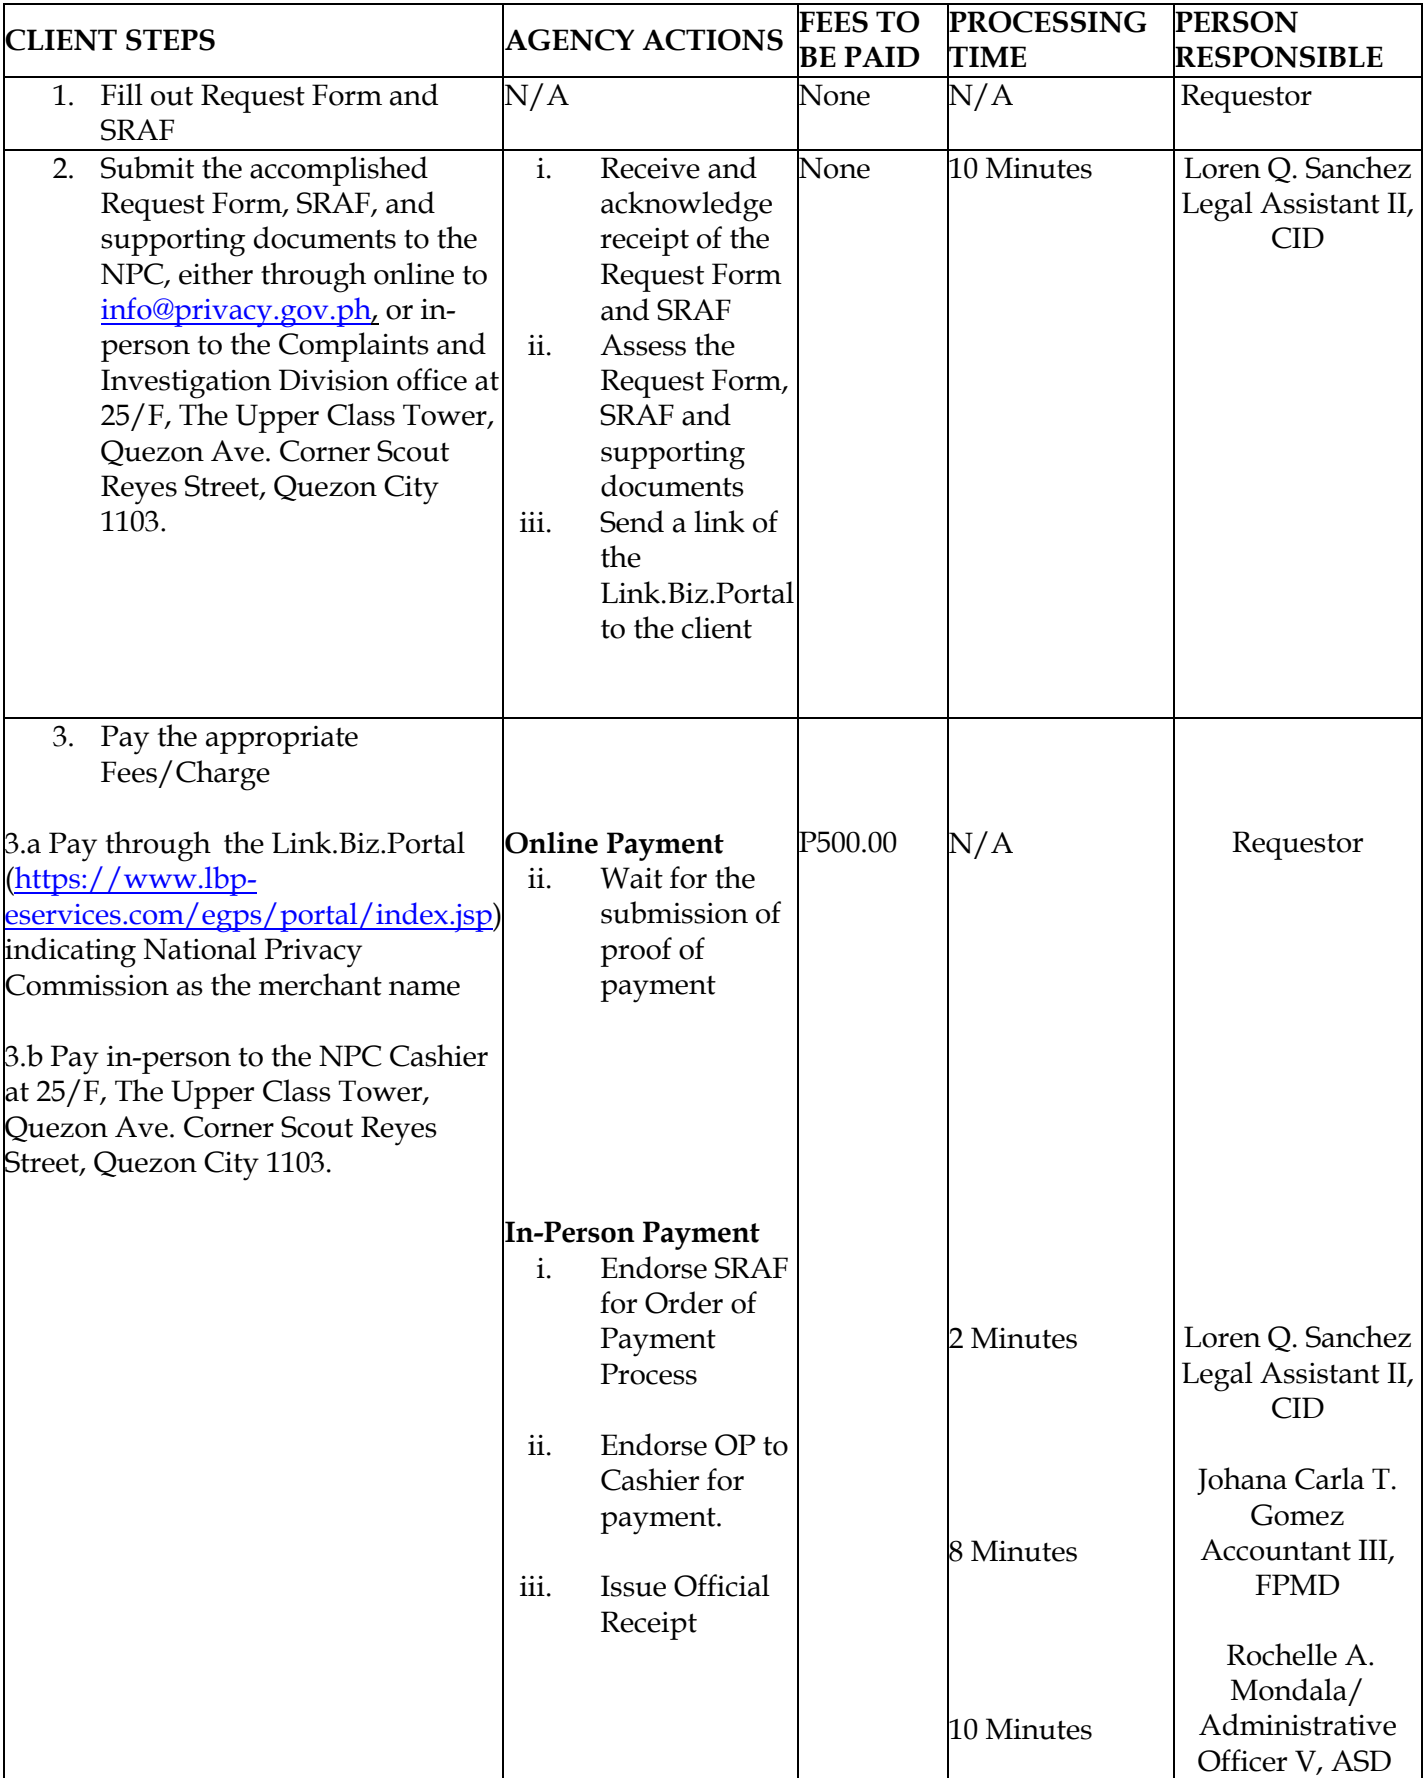 CLIENT STEPS
AGENCY ACTIONS
FEES TO
BE PAID
PROCESSING
TIME
PERSON
RESPONSIBLE
1. Fill out Request Form and
SRAF
N/A
None
N/A
Requestor
2. Submit the accomplished
Request Form, SRAF, and
supporting documents to the
NPC, either through online to
info@privacy.gov.ph, or in-
person to the Complaints and
Investigation Division office at
25/F, The Upper Class Tower,
Quezon Ave. Corner Scout
Reyes Street, Quezon City
1103.
i. Receive and
acknowledge
receipt of the
Request Form
and SRAF
ii. Assess the
Request Form,
SRAF and
supporting
documents
iii. Send a link of
the
Link.Biz.Portal
to the client
None
10 Minutes
Loren Q. Sanchez
Legal Assistant II,
CID
3. Pay the appropriate
Fees/Charge
3.a Pay through the Link.Biz.Portal
(https://www.lbp-
eservices.com/egps/portal/index.jsp)
indicating National Privacy
Commission as the merchant name
3.b Pay in-person to the NPC Cashier
at 25/F, The Upper Class Tower,
Quezon Ave. Corner Scout Reyes
Street, Quezon City 1103.
Online Payment
ii. Wait for the
submission of
proof of
payment
In-Person Payment
i. Endorse SRAF
for Order of
Payment
Process
ii. Endorse OP to
Cashier for
payment.
iii. Issue Official
Receipt
P500.00
N/A
2 Minutes
8 Minutes
10 Minutes
Requestor
Loren Q. Sanchez
Legal Assistant II,
CID
Johana Carla T.
Gomez
Accountant III,
FPMD
Rochelle A.
Mondala/
Administrative
Officer V, ASD